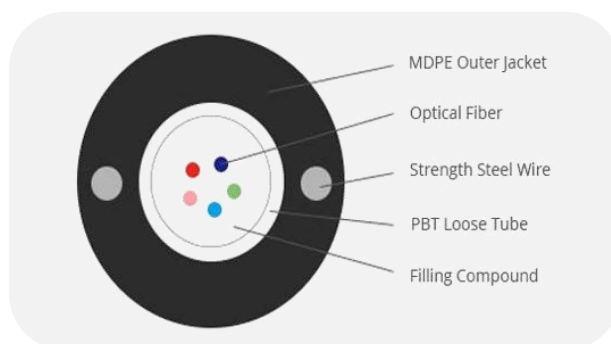 MDPE Outer Jacket
Optical Fiber
Strength Steel Wire
PBT Loose Tube
Filling Compound